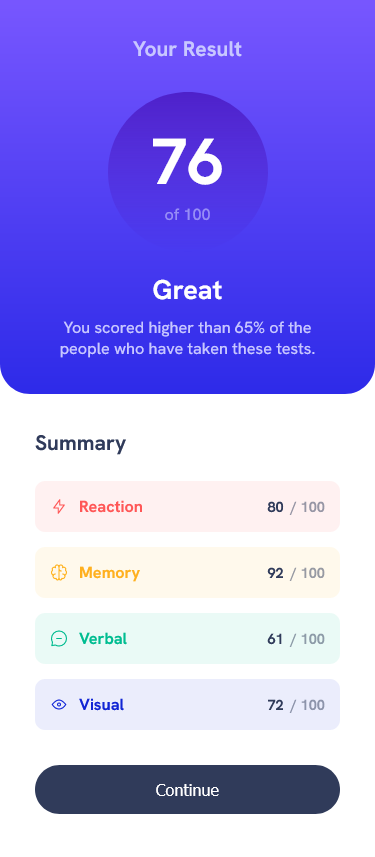 Your Result
76
of 100
Great
You scored higher than 65% of the
people who have taken these tests.
Summary
Reaction 80 / 100
Memory 92 / 100
Verbal 61 / 100
Visual 72 / 100
Continue